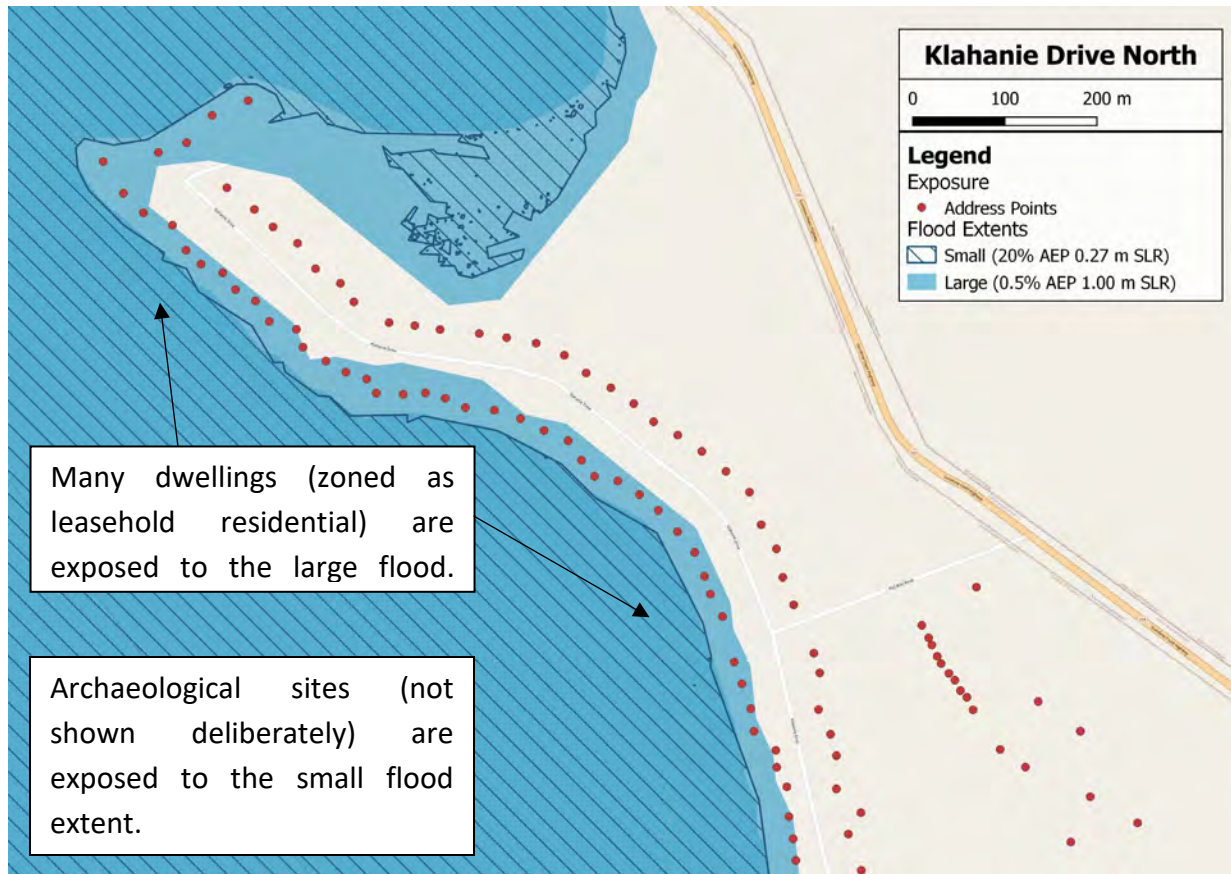 Klahanie Drive North
0 100 200 m
Legend
Exposure
Address Points
Flood Extents
Small (20% AEP 0.27 m SLR)
Large (0.5% AEP 1.00 m SLR)
Many dwellings (zoned as
leasehold residential) are
exposed to the large flood.
Archaeological sites (not
shown deliberately) are
exposed to the small flood
extent.